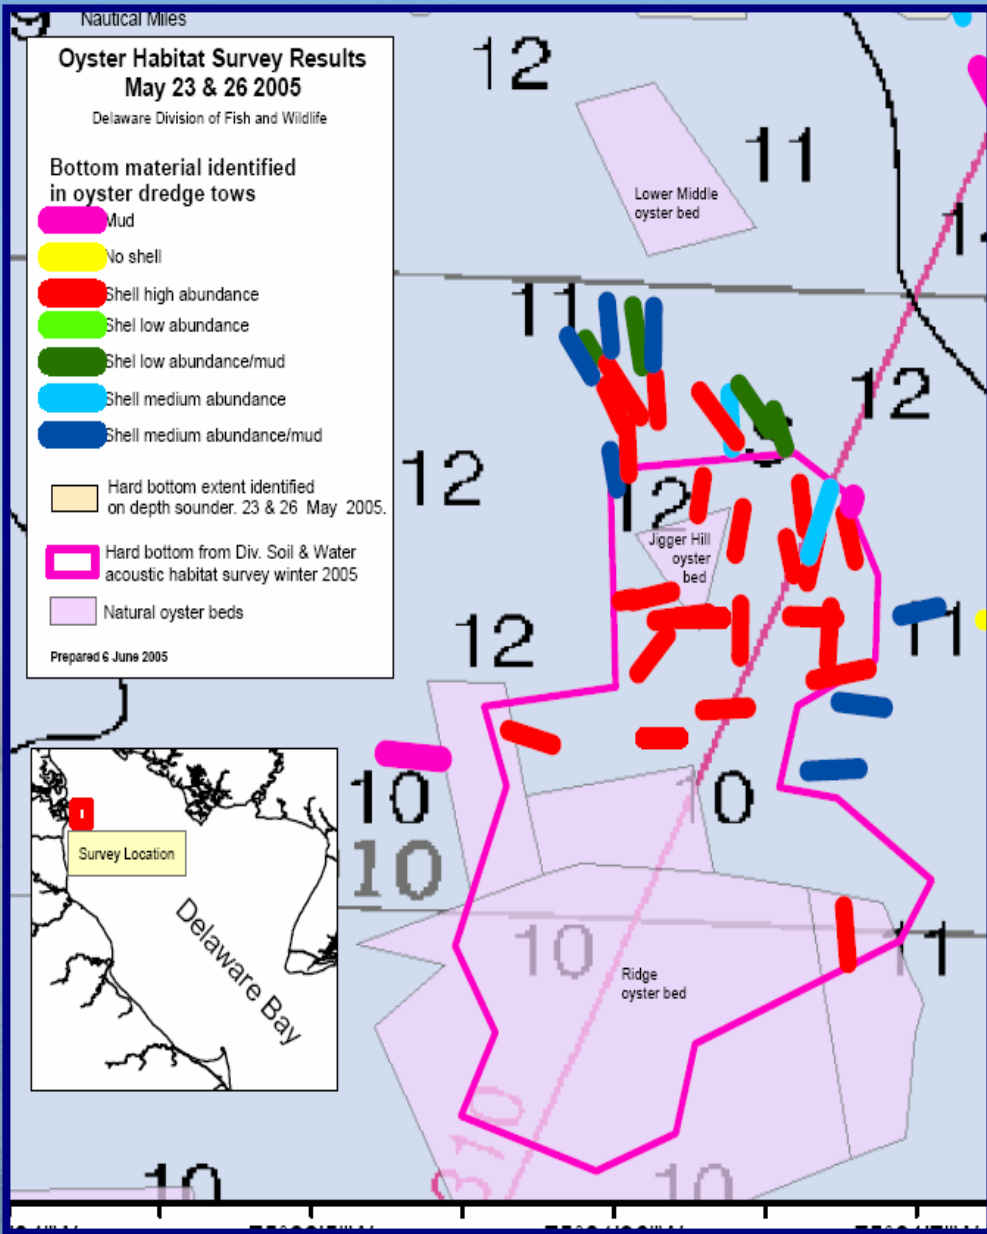 Nautical Miles
Oyster Habitat Survey Results
May 23 & 26 2005
Delaware Division of Fish and Wildlife
Bottom material identified
in oyster dredge tows
Mud
No shell
Shell high abundance
Shel low abundance
Shel low abundance/mud
Shell medium abundance
Shell medium abundance/mud
Hard bottom extent identified
on depth sounder. 23 & 26 May 2005.
Hard bottom from Div. Soil & Water
acoustic habitat survey winter 2005
Natural oyster beds
Prepared 6 June 2005
12
11
Lower Middle
oyster bed
11
12
12
12
Jigger Hill
oyster
bed
12
11
10
10
10
Survey Location
Delaware Bay
10
11
Ridge
oyster bed
310
10
10